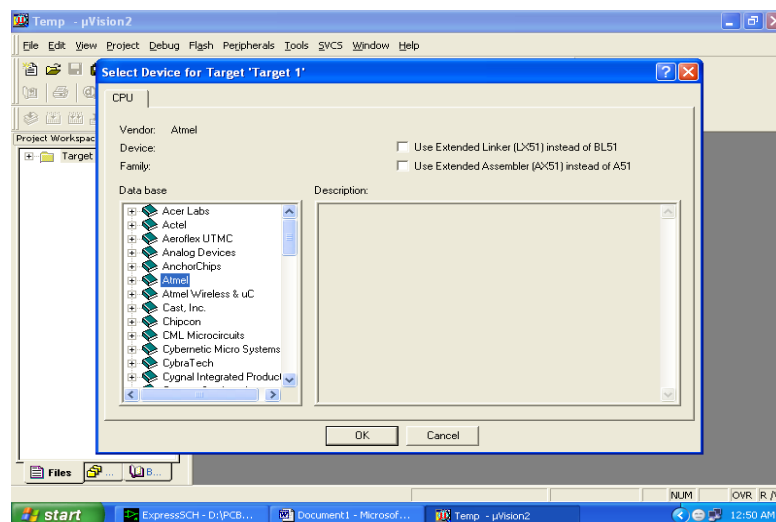 Temp - µVision2
File Edit View Project Debug Flash Peripherals Tools SVCS Window Help
Select Device for Target 'Target 1'
CPU
Project Workspac
Target
Vendor: Atmel
Device:
Use Extended Linker (LX51) instead of BL51
Family:
Use Extended Assembler (AX51) instead of A51
Data base
Description:
Acer Labs
Actel
Aeroflex UTMC
Analog Devices
AnchorChips
Atmel
Atmel Wireless & uC
Cast, Inc.
Chipcon
CML Microcircuits
Cybernetic Micro Systems
CybraTech
Cygnal Integrated Product
OK Cancel
Files ... B...
NUM OVR R
start ExpressSCH - D:\PCB... Document1 - Microsof... Temp - µVision2 12:50 AM